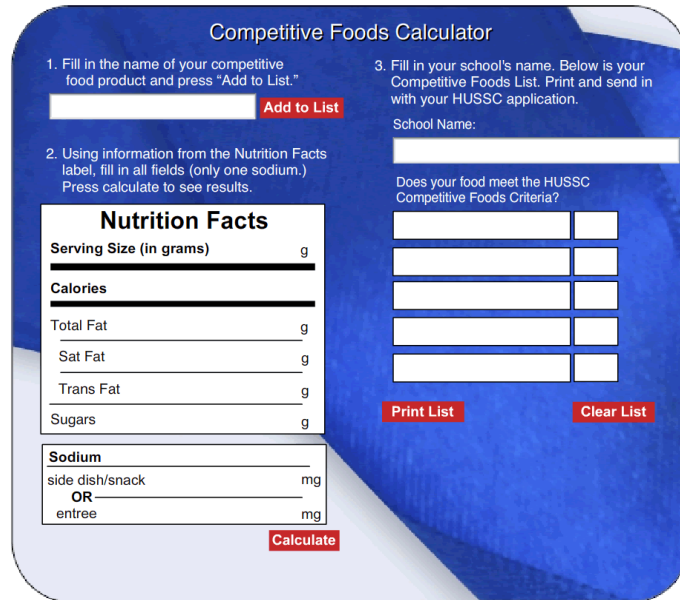 Competitive Foods Calculator
1. Fill in the name of your competitive
food product and press “Add to List.”
Add to List
2. Using information from the Nutrition Facts
label, fill in all fields (only one sodium.)
Press calculate to see results.
Nutrition Facts
Serving Size (in grams) g
Calories
Total Fat g
Sat Fat g
Trans Fat g
Sugars g
Sodium
side dish/snack mg
OR
entree mg
Calculate
3. Fill in your school's name. Below is your
Competitive Foods List. Print and send in
with your HUSSC application.
School Name:
Does your food meet the HUSSC
Competitive Foods Criteria?
Print List
Clear List